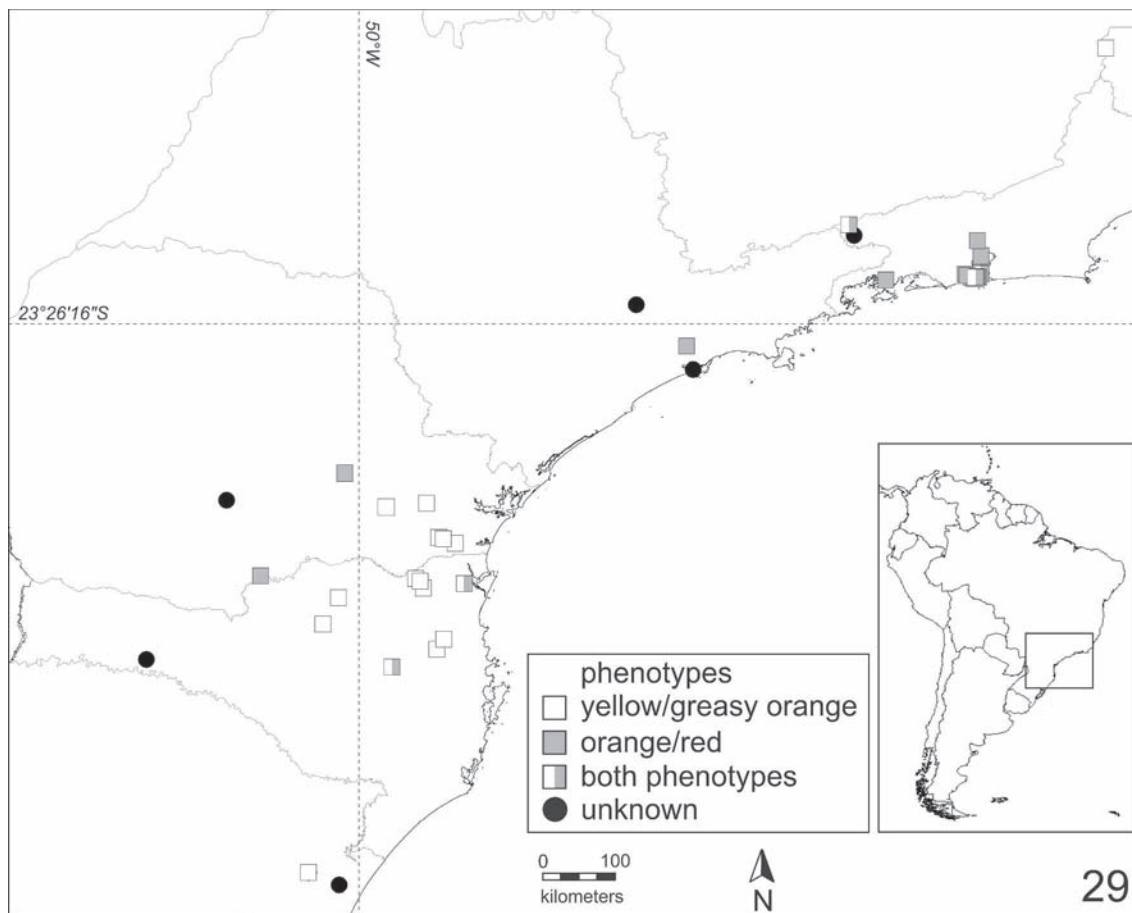 50°W
23°26'16"S
phenotypes
yellow/greasy orange
orange/red
both phenotypes
unknown
0 100
kilometers
N
29